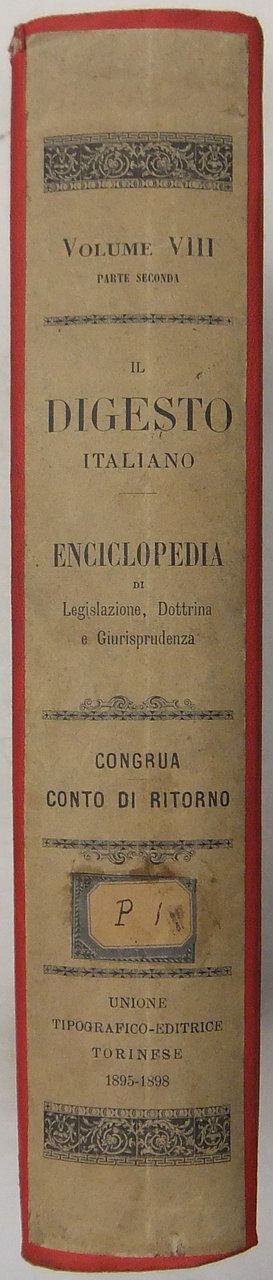 VOLUME VIII
PARTE SECONDA
IL
DIGESTO
ITALIANO
ENCICLOPEDIA
DI
Legislazione, Dottrina
e Giurisprudenza
CONGRUA
CONTO DI RITORNO
P 1
UNIONE
TIPOGRAFICO-EDITRICE
TORINESE
1895-1898